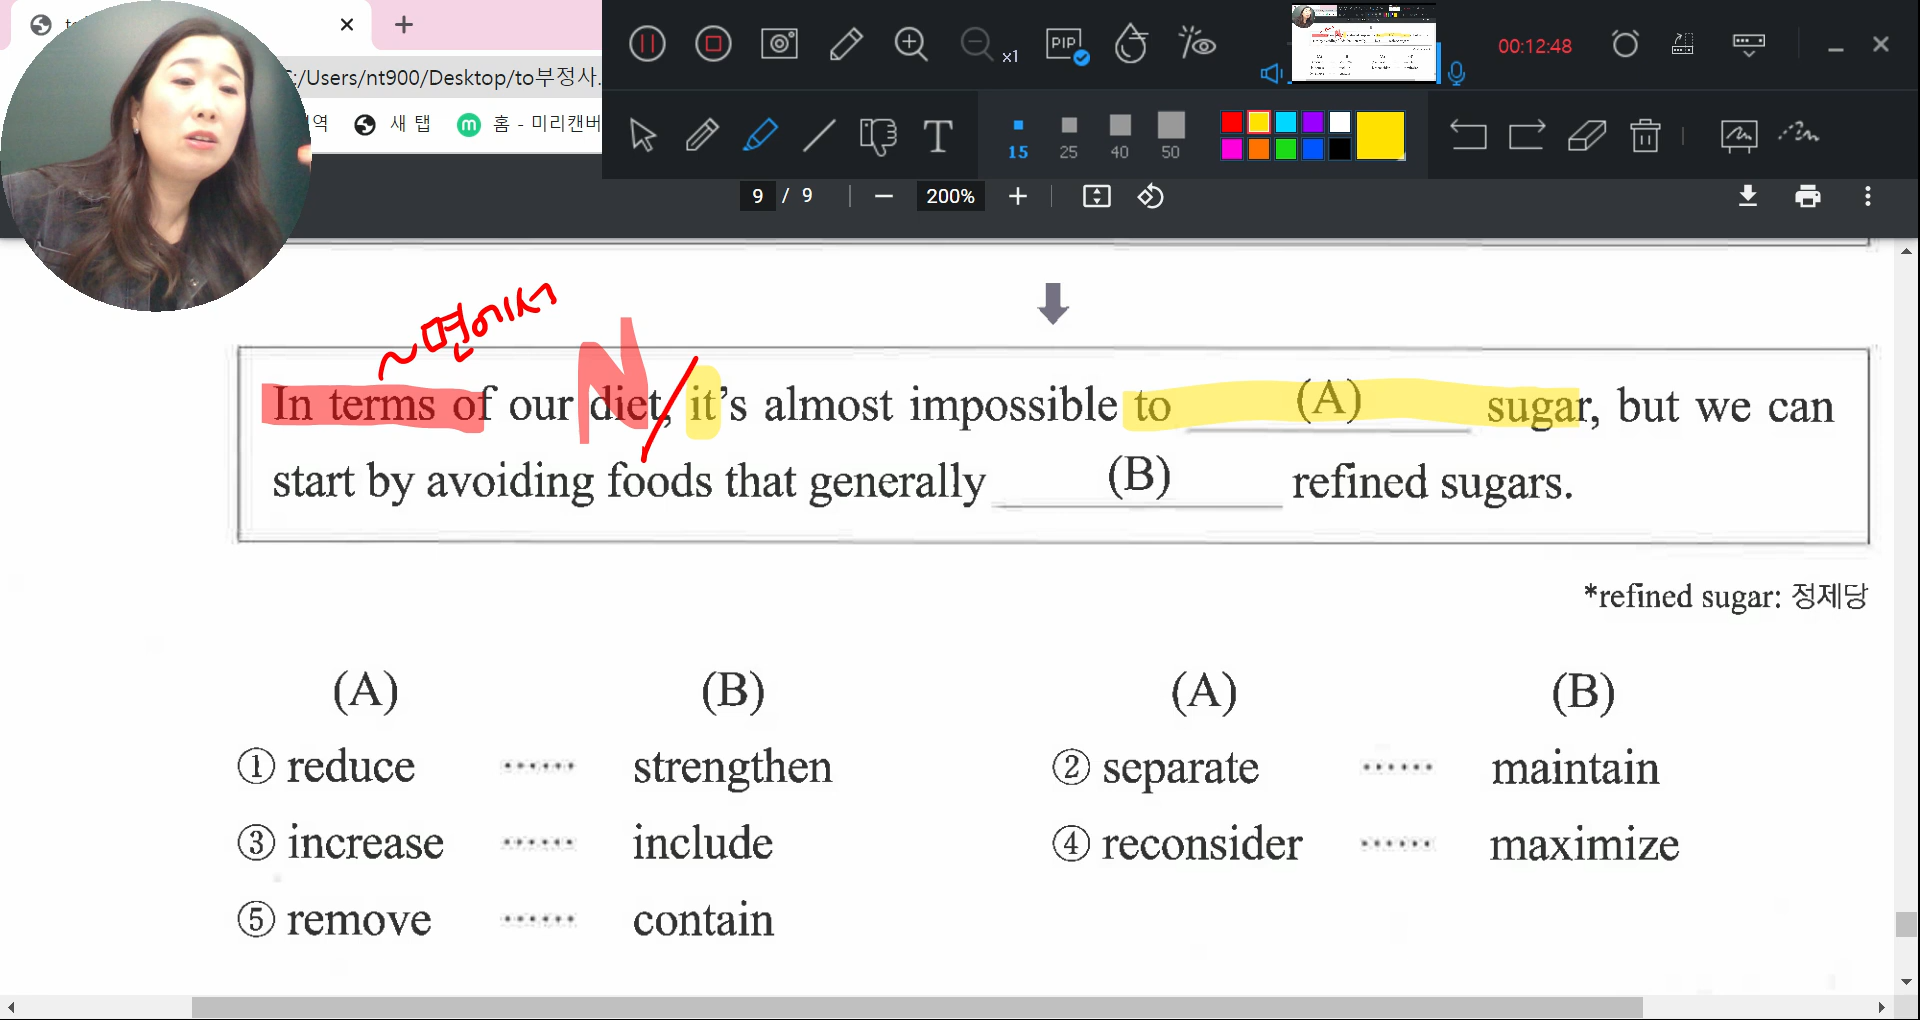 C:/Users/nt900/Desktop/to부정사.
역 새 탭 홈 - 미리캔버
x1
PIP
00:12:48
T
15 25 40 50
9 / 9 200%
~면에서
N
In terms of our diet, it's almost impossible to (A) sugar, but we can
start by avoiding foods that generally (B) refined sugars.
*refined sugar: 정제당
(A) (B) (A) (B)
① reduce ······ strengthen ② separate ······ maintain
③ increase ······ include ④ reconsider ······ maximize
⑤ remove ······ contain